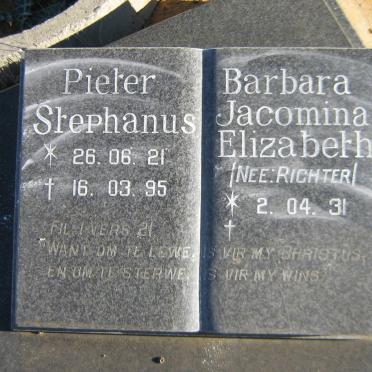 Pieter
Stephanus
* 26. 06. 21
† 16. 03. 95
Barbara
Jacomina
Elizabeth
/NEE: RICHTER/
* 2. 04. 31
†
FIL. 1 VERS 21
"WANT OM TE LEWE, IS VIR MY CHRISTUS,
EN OM TE STERWE, IS VIR MY WINS"